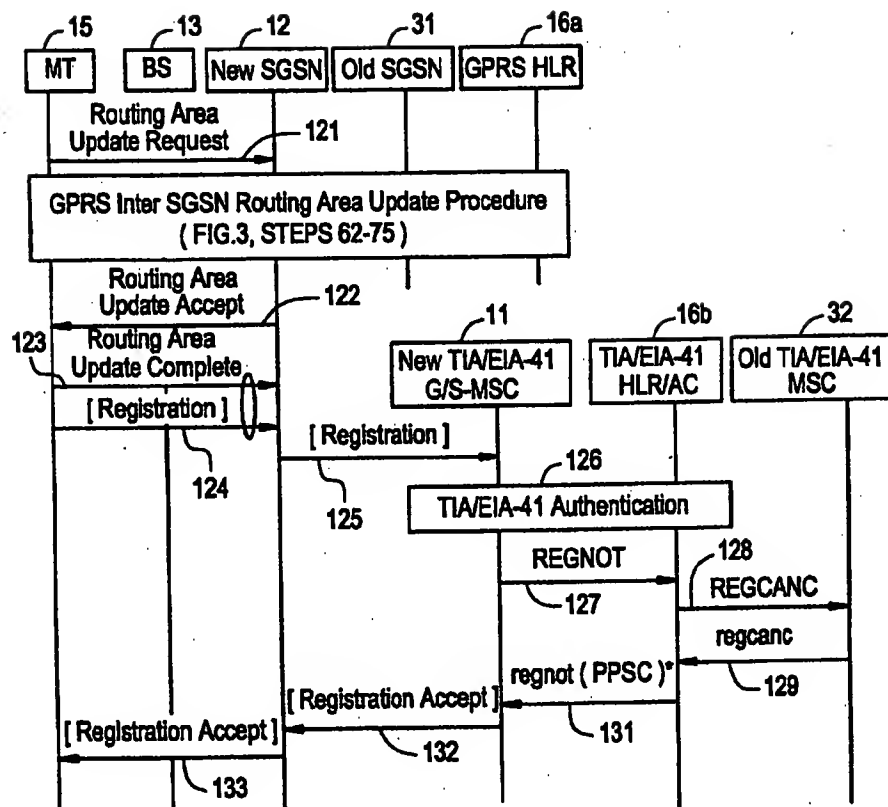 15
13
12
31
16a
MT
BS
New SGSN
Old SGSN
GPRS HLR
Routing Area
Update Request
121
GPRS Inter SGSN Routing Area Update Procedure
( FIG.3, STEPS 62-75 )
Routing Area
Update Accept
122
11
16b
32
123
Routing Area
Update Complete
New TIA/EIA-41
G/S-MSC
TIA/EIA-41
HLR/AC
Old TIA/EIA-41
MSC
[ Registration ]
124
[ Registration ]
125
126
TIA/EIA-41 Authentication
REGNOT
127
128
REGCANC
regcanc
129
regnot ( PPSC )*
131
[ Registration Accept ]
132
[ Registration Accept ]
133